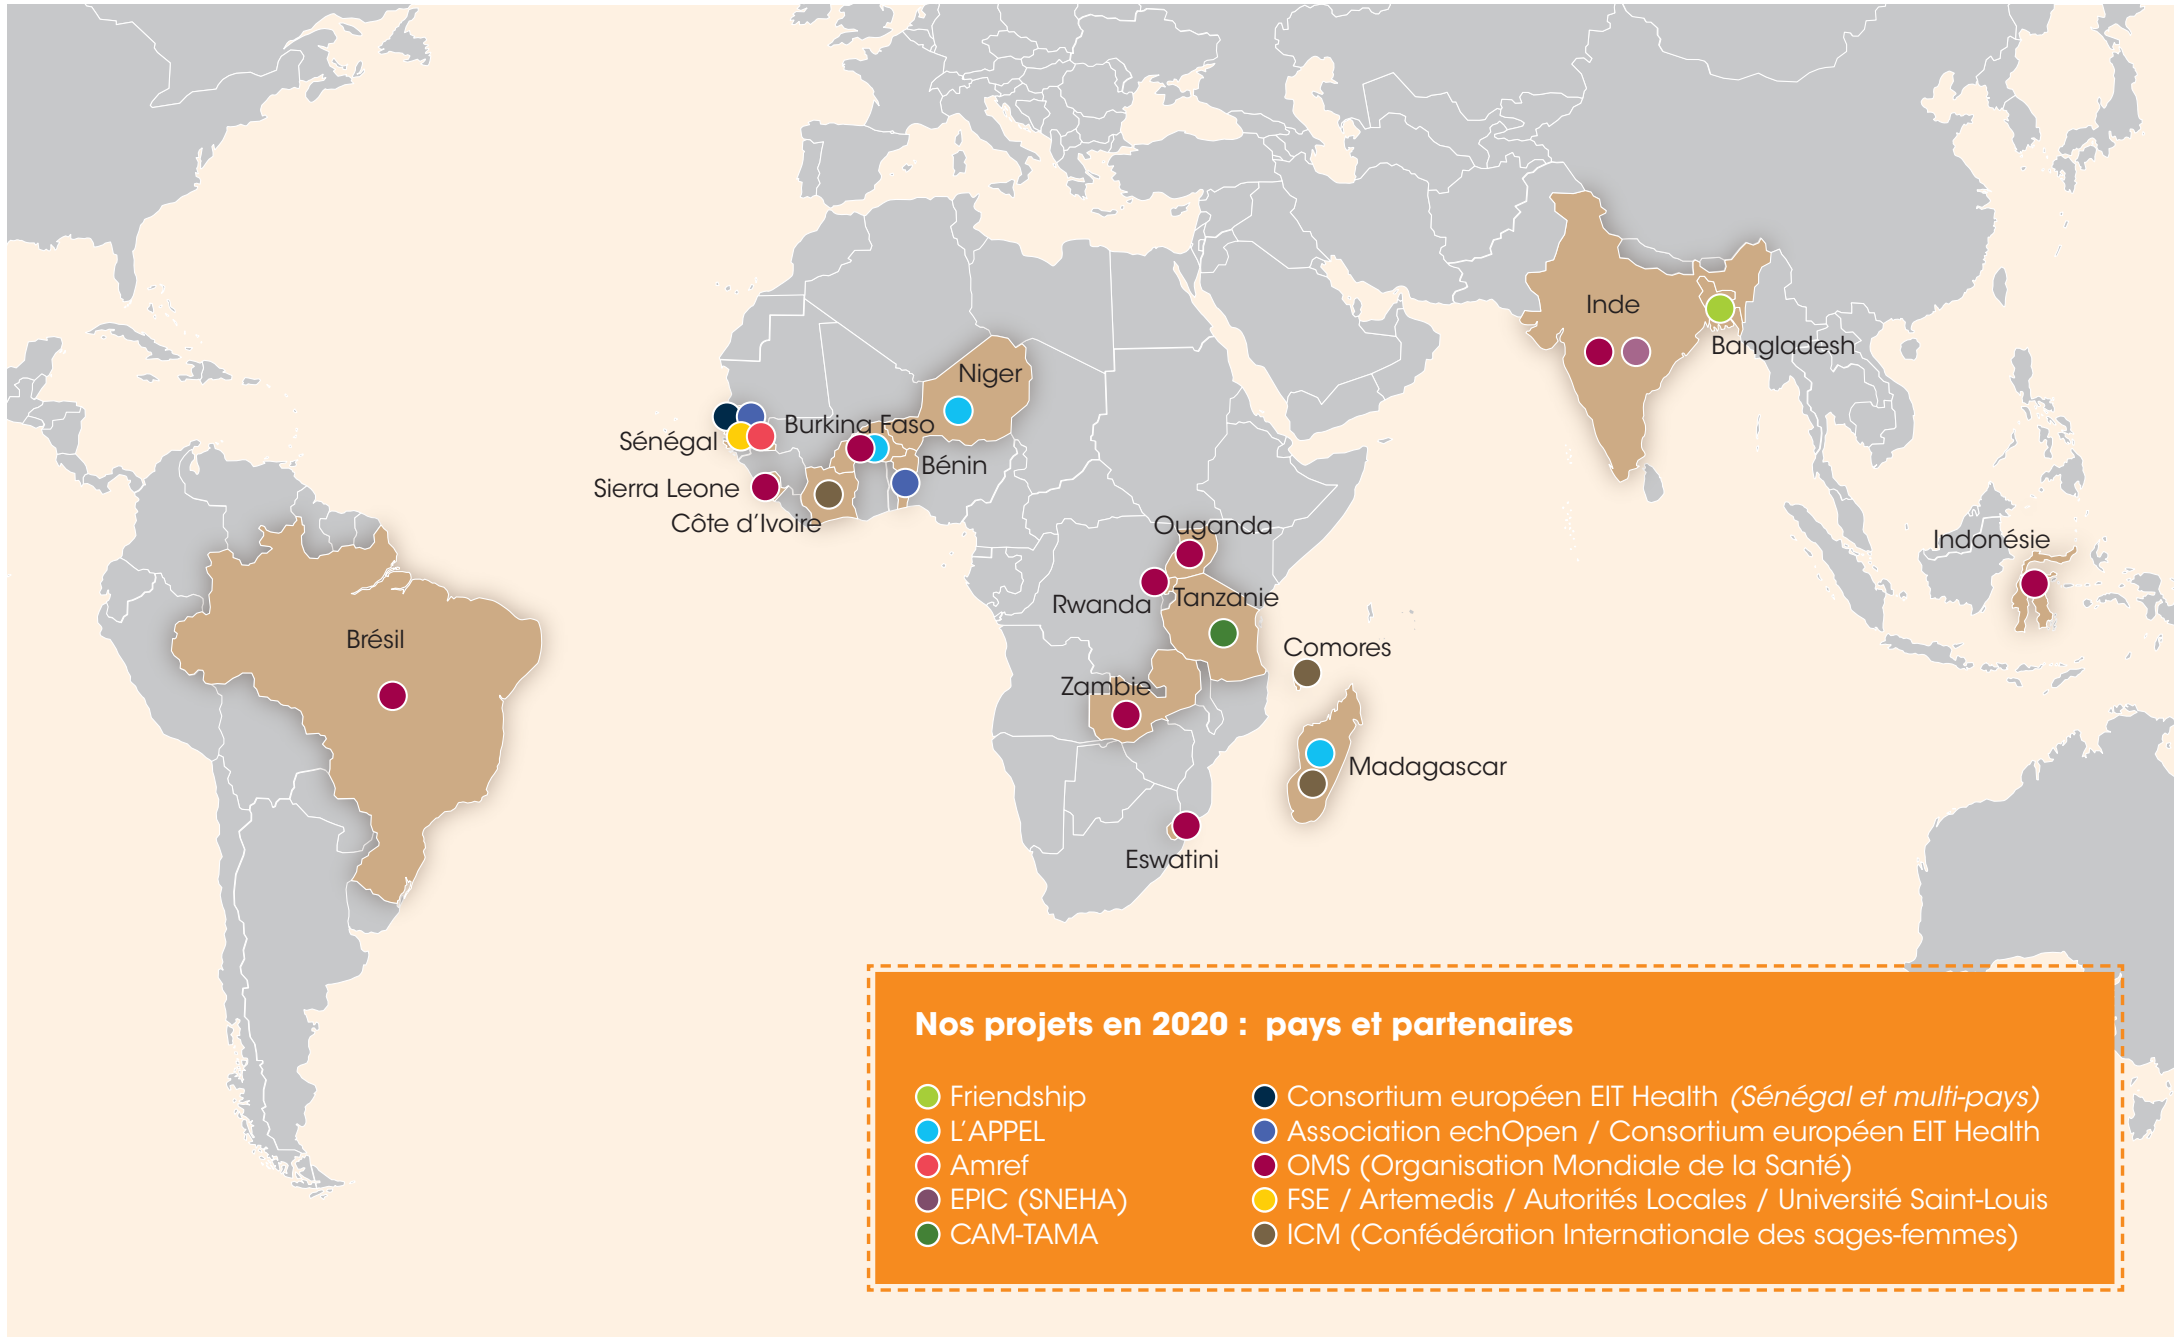 Inde
Bangladesh
Niger
Burkina Faso
Sénégal
Bénin
Sierra Leone
Côte d'Ivoire
Ouganda
Indonésie
Rwanda
Tanzanie
Brésil
Comores
Zambie
Madagascar
Eswatini
Nos projets en 2020 : pays et partenaires
Friendship
L'APPEL
Amref
EPIC (SNEHA)
CAM-TAMA
Consortium européen EIT Health (Sénégal et multi-pays)
Association echOpen / Consortium européen EIT Health
OMS (Organisation Mondiale de la Santé)
FSE / Artemedis / Autorités Locales / Université Saint-Louis
ICM (Confédération Internationale des sages-femmes)